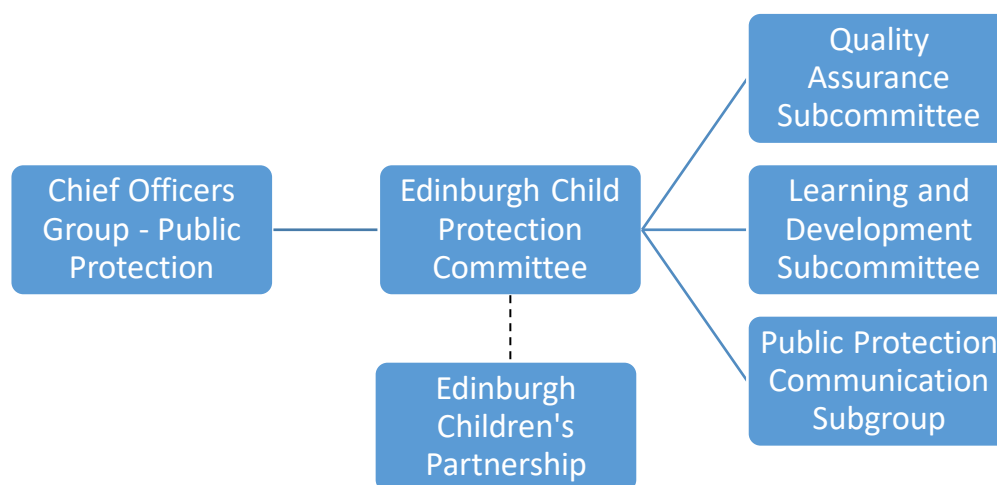 Chief Officers
Group - Public
Protection
Edinburgh Child
Protection
Committee
Edinburgh
Children's
Partnership
Quality
Assurance
Subcommittee
Learning and
Development
Subcommittee
Public Protection
Communication
Subgroup